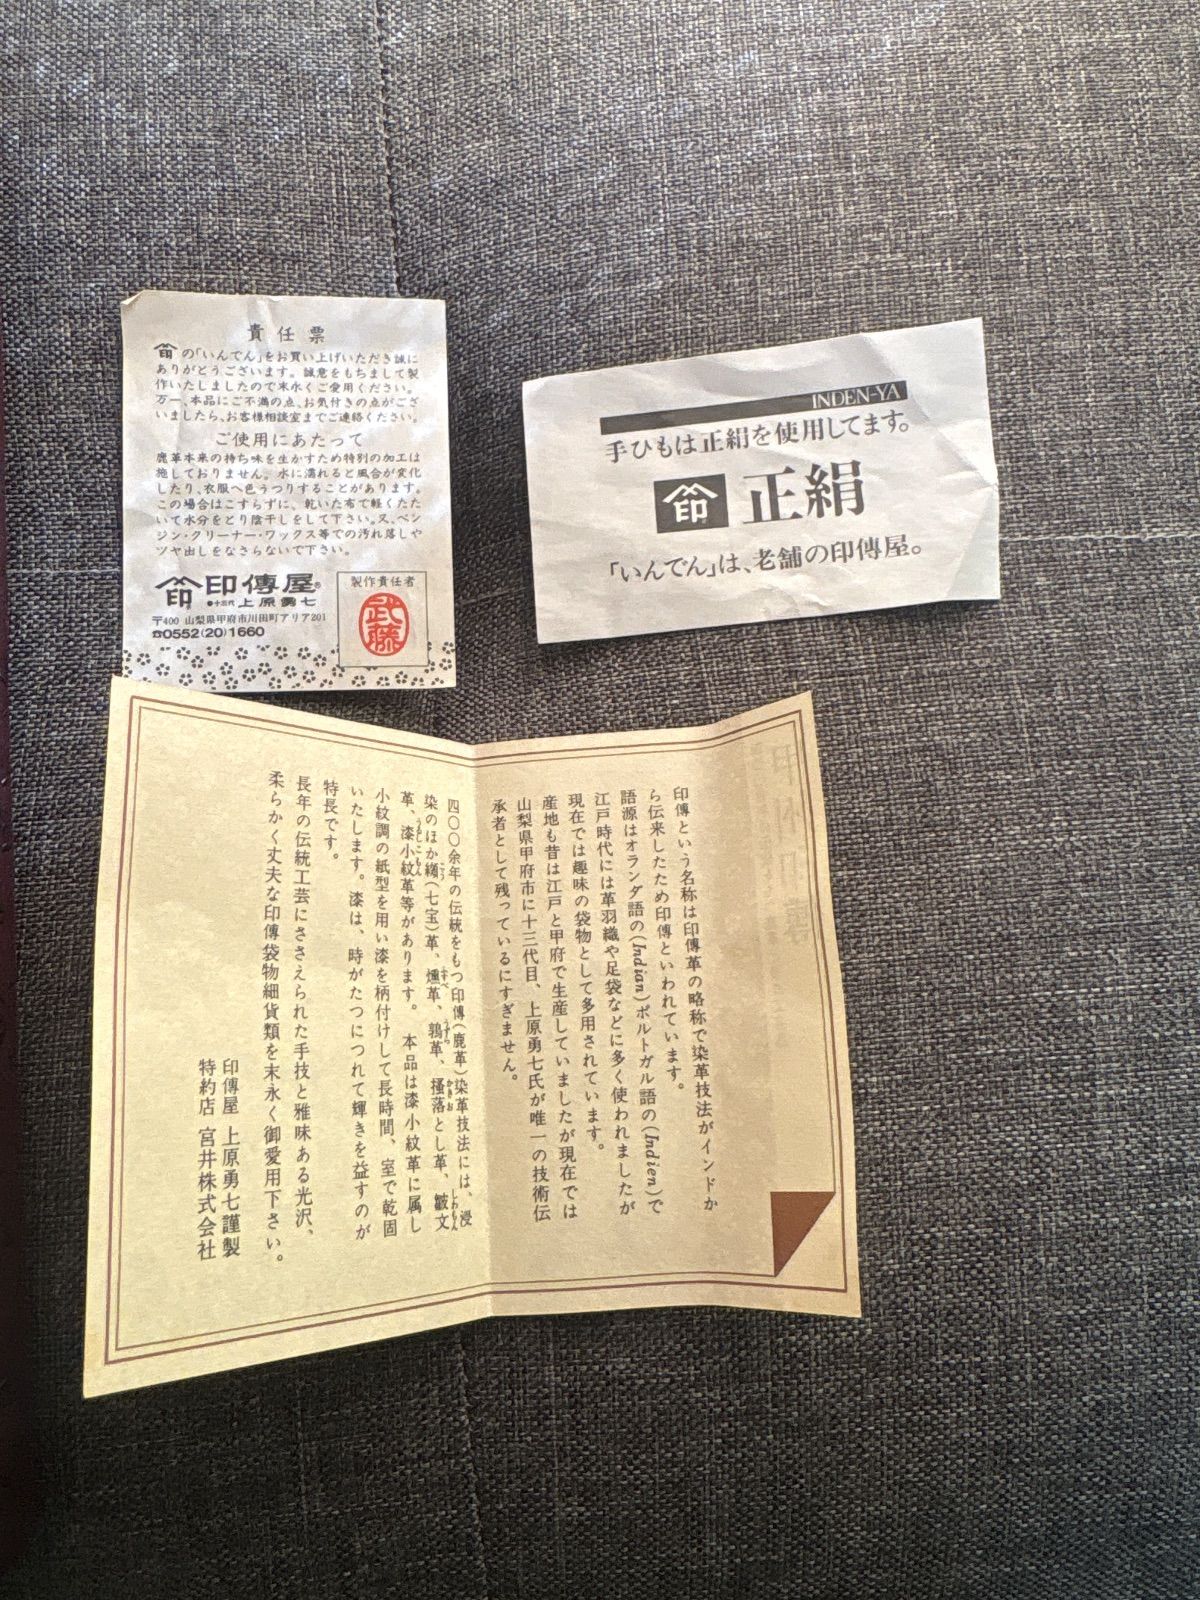 責任票
の「いんでん」をお買い上げいただき誠に
ありがとうございます。誠意をもちまして製
作いたしましたので末永くご愛用ください。
万一、本品にご不満の点、お気付きの点がござ
いましたら、お客様相談室までご連絡ください。
ご使用にあたって
鹿革本来の持ち味を生かすため特別の加工は
施しておりません。水に濡れると風合が変化
したり、衣服へ色うつりすることがあります。
この場合はこすらずに、乾いた布で軽くたた
いて水分をとり陰干しをして下さい。又、ベン
ジン・クリーナー・ワックス等での汚れ落しや
ツヤ出しをなさらないで下さい。
印 印傳屋®
十三代 上原勇七
〒400 山梨県甲府市川田町アリア201
☎0552(20)1660
製作責任者
武藤
INDEN-YA
手ひもは正絹を使用してます。
印 正絹
「いんでん」は、老舗の印傳屋。
印傳という名称は印傳革の略称で染革技法がインドか
ら伝来したため印傳といわれています。
語源はオランダ語の(Indian)ポルトガル語の(Indien)で
江戸時代には革羽織や足袋などに多く使われましたが
現在では趣味の袋物として多用されています。
産地も昔は江戸と甲府で生産していましたが現在では
山梨県甲府市に十三代目、上原勇七氏が唯一の技術伝
承者として残っているにすぎません。
四〇〇余年の伝統をもつ印傳(鹿革)染革技法には、浸
染のほか纈(七宝)革、燻革、鶉革、掻落とし革、皺文
革、漆小紋革等があります。本品は漆小紋革に属し
小紋調の紙型を用い漆を柄付けして長時間、室で乾固
いたします。漆は、時がたつにつれて輝きを益すのが
特長です。
長年の伝統工芸にささえられた手技と雅味ある光沢、
柔らかく丈夫な印傳袋物細貨類を末永く御愛用下さい。
印傳屋 上原勇七謹製
特約店 宮井株式会社